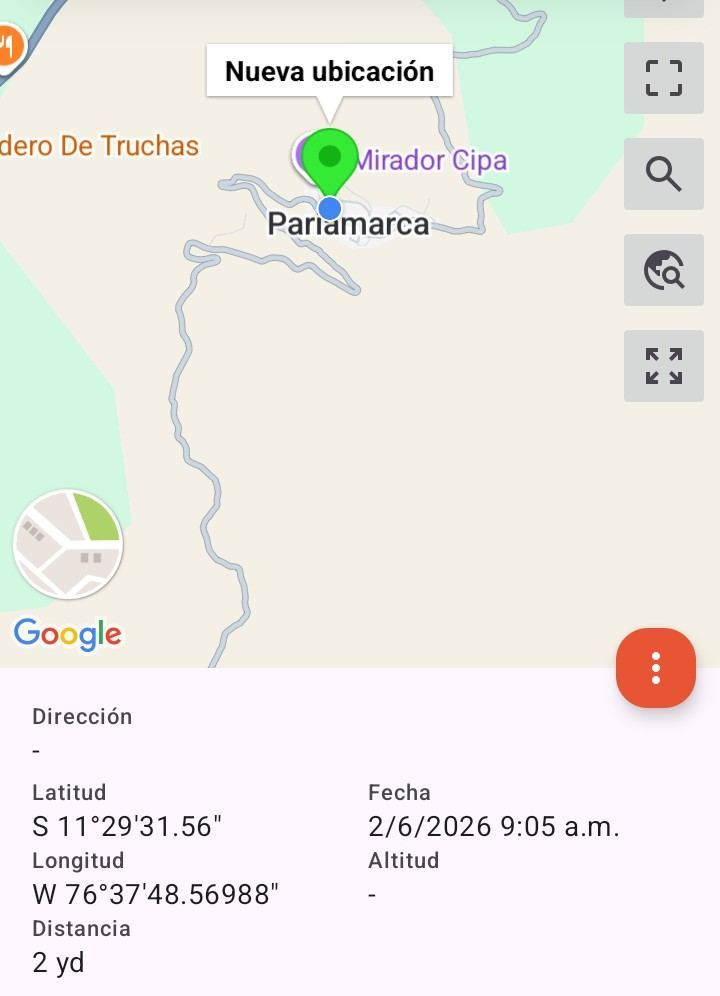 Nueva ubicación
dero De Truchas
Mirador Cipa
Pariamarca
Google
Dirección
-
Latitud
S 11°29'31.56"
Fecha
2/6/2026 9:05 a.m.
Longitud
W 76°37'48.56988"
Altitud
-
Distancia
2 yd